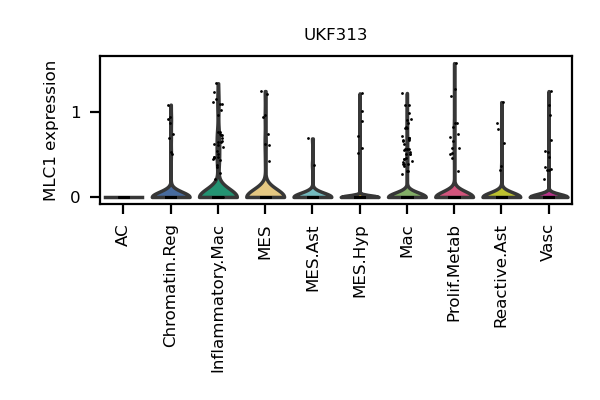 UKF313
MLC1 expression
1
0
AC
Chromatin.Reg
Inflammatory.Mac
MES
MES.Ast
MES.Hyp
Mac
Prolif.Metab
Reactive.Ast
Vasc